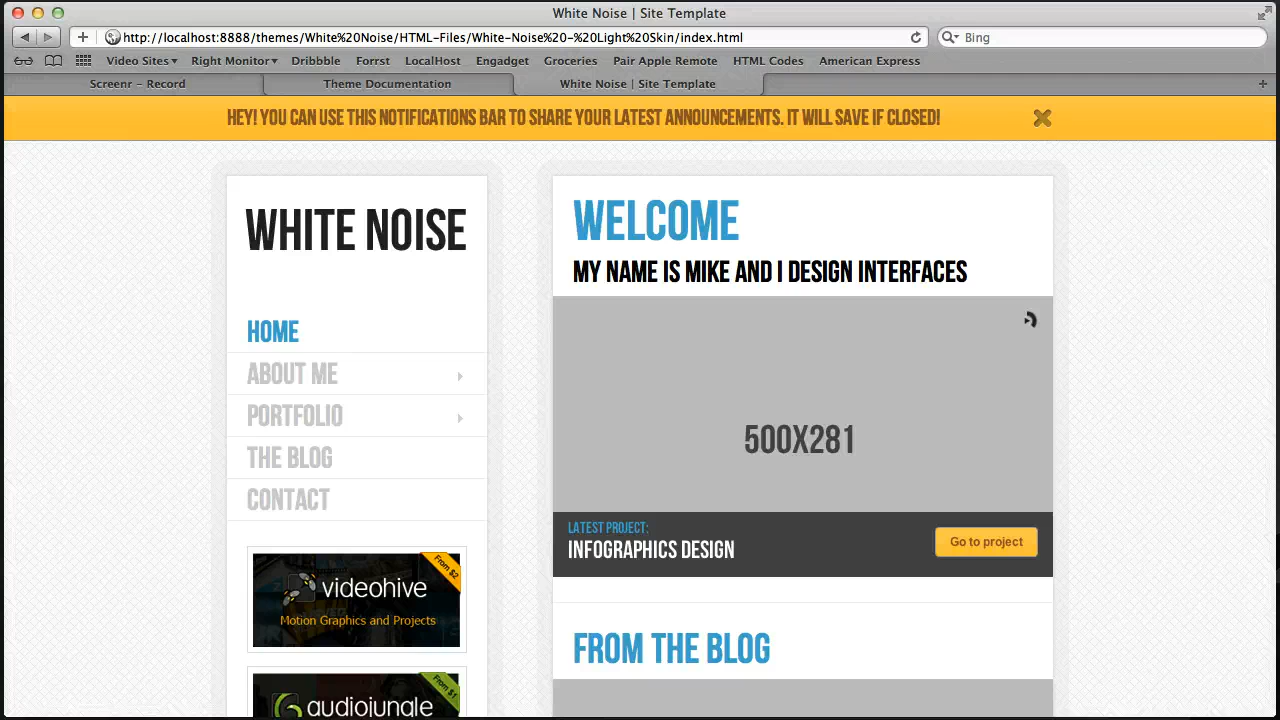 White Noise | Site Template
http://localhost:8888/themes/White%20Noise/HTML-Files/White-Noise%20-%20Light%20Skin/index.html
Bing
Video Sites Right Monitor Dribbble Forrst LocalHost Engadget Groceries Pair Apple Remote HTML Codes American Express
Screenr - Record Theme Documentation White Noise | Site Template
HEY! YOU CAN USE THIS NOTIFICATIONS BAR TO SHARE YOUR LATEST ANNOUNCEMENTS. IT WILL SAVE IF CLOSED!
WHITE NOISE
HOME
ABOUT ME
PORTFOLIO
THE BLOG
CONTACT
From $2
videohive
Motion Graphics and Projects
From $1
audiojungle
WELCOME
MY NAME IS MIKE AND I DESIGN INTERFACES
500X281
LATEST PROJECT:
INFOGRAPHICS DESIGN
Go to project
FROM THE BLOG